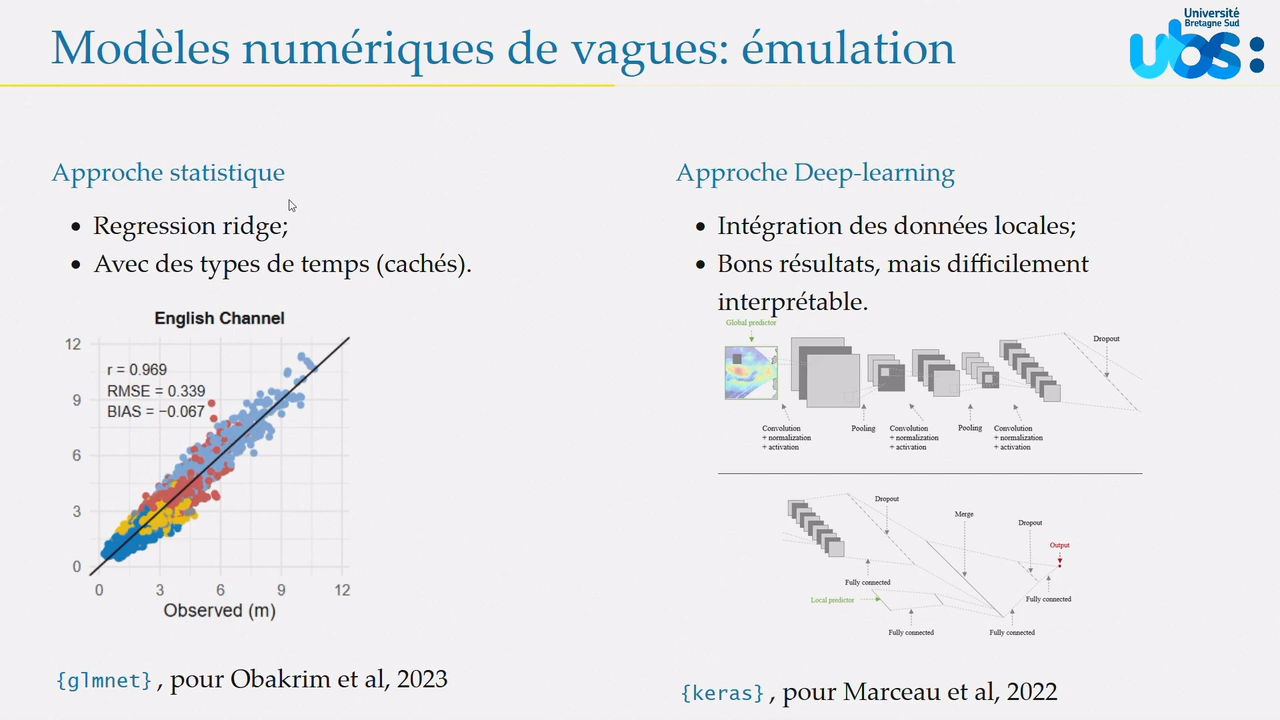 Modèles numériques de vagues: émulation
Université
Bretagne Sud
ubs:
Approche statistique
• Regression ridge;
• Avec des types de temps (cachés).
English Channel
12
9
6
3
0
r = 0.969
RMSE = 0.339
BIAS = −0.067
0 3 6 9 12
Observed (m)
{glmnet}, pour Obakrim et al, 2023
Approche Deep-learning
• Intégration des données locales;
• Bons résultats, mais difficilement
interprétable.
Global predictor
Dropout
Convolution
+ normalization
+ activation
Pooling
Convolution
+ normalization
+ activation
Pooling
Convolution
+ normalization
+ activation
Dropout
Merge
Dropout
Output
Fully connected
Local predictor
Fully connected
Fully connected
Fully connected
{keras}, pour Marceau et al, 2022